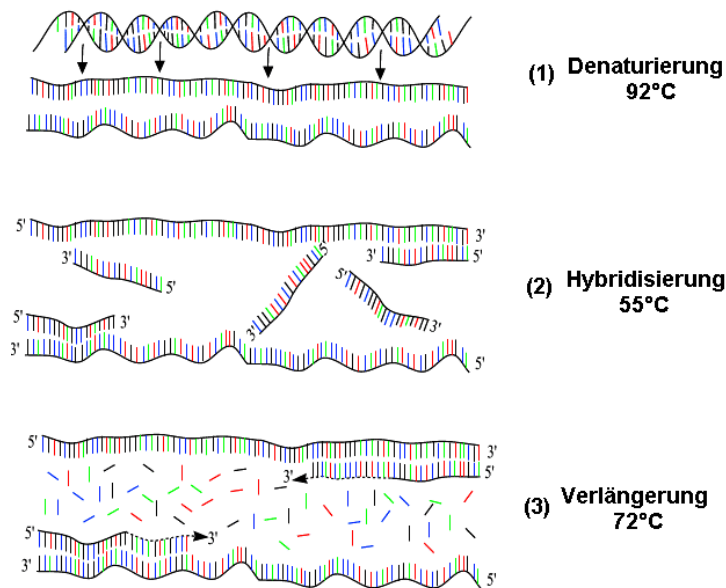 (1) Denaturierung
92°C
5' 3'
3' 5'
5'
5'
3'
5' 3'
3' 5'
(2) Hybridisierung
55°C
5' 3'
3' 5'
5' 3'
3' 5'
(3) Verlängerung
72°C